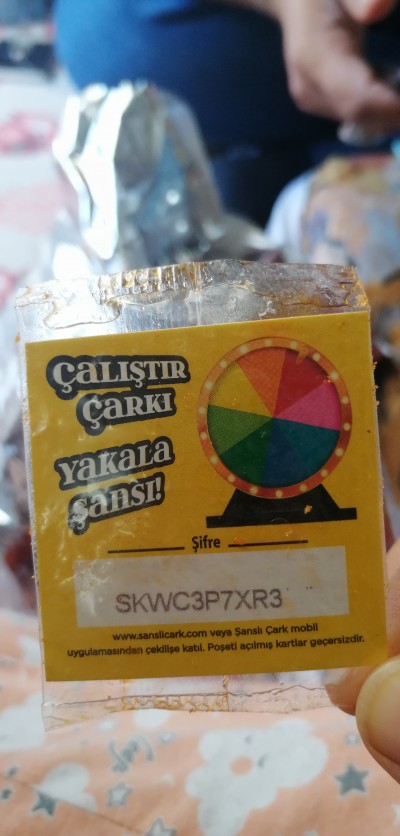 ÇALIŞTIR
ÇARKI
YAKALA
ŞANSI!
Şifre
SKWC3P7XR3
www.sanslicark.com veya Şanslı Çark mobil
uygulamasından çekilişe katıl. Poşeti açılmış kartlar geçersizdir.